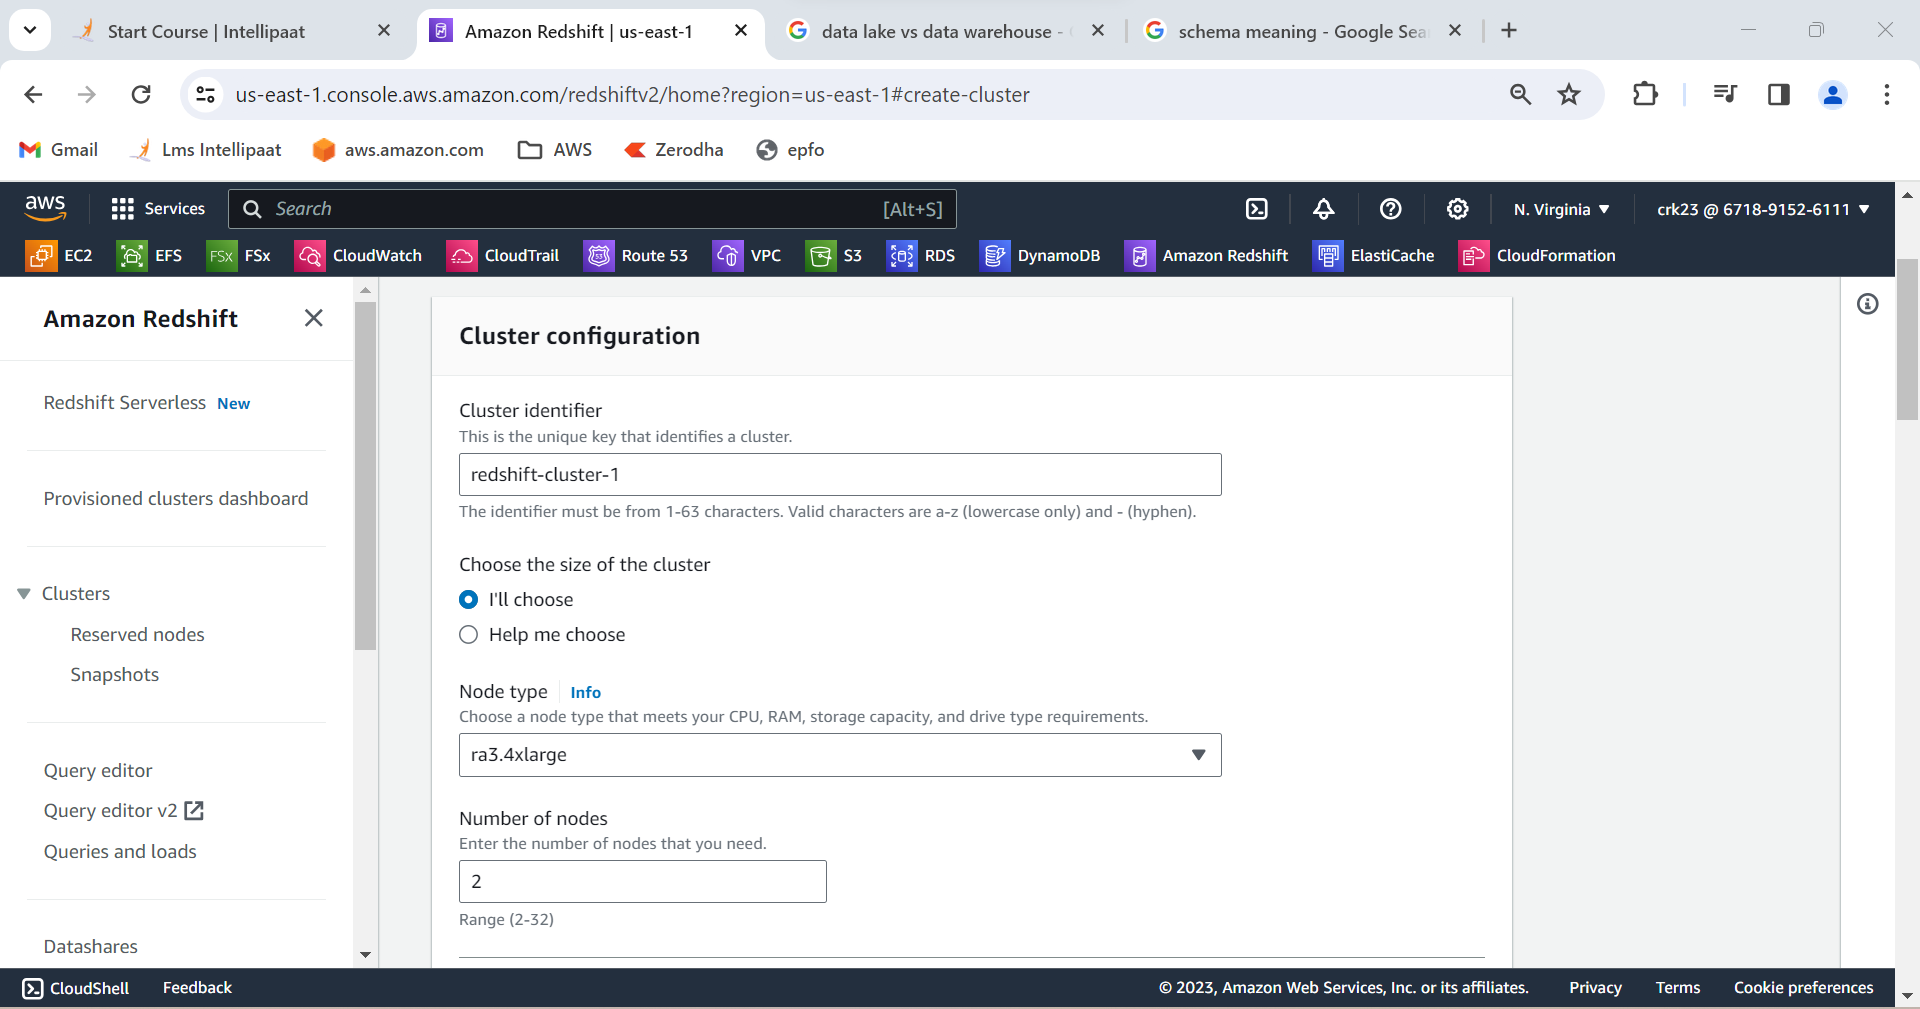 Start Course | Intellipaat
Amazon Redshift | us-east-1
data lake vs data warehouse -
schema meaning - Google Sea
us-east-1.console.aws.amazon.com/redshiftv2/home?region=us-east-1#create-cluster
Gmail
Lms Intellipaat
aws.amazon.com
AWS
Zerodha
epfo
aws
Services
Search
[Alt+S]
N. Virginia
crk23 @ 6718-9152-6111
EC2
EFS
FSx
FSx
CloudWatch
CloudTrail
53
Route 53
VPC
S3
RDS
DynamoDB
Amazon Redshift
ElastiCache
CloudFormation
Amazon Redshift
Redshift Serverless New
Provisioned clusters dashboard
Clusters
Reserved nodes
Snapshots
Query editor
Query editor v2
Queries and loads
Datashares
Cluster configuration
Cluster identifier
This is the unique key that identifies a cluster.
redshift-cluster-1
The identifier must be from 1-63 characters. Valid characters are a-z (lowercase only) and - (hyphen).
Choose the size of the cluster
I'll choose
Help me choose
Node type Info
Choose a node type that meets your CPU, RAM, storage capacity, and drive type requirements.
ra3.4xlarge
Number of nodes
Enter the number of nodes that you need.
2
Range (2-32)
CloudShell
Feedback
© 2023, Amazon Web Services, Inc. or its affiliates.
Privacy
Terms
Cookie preferences